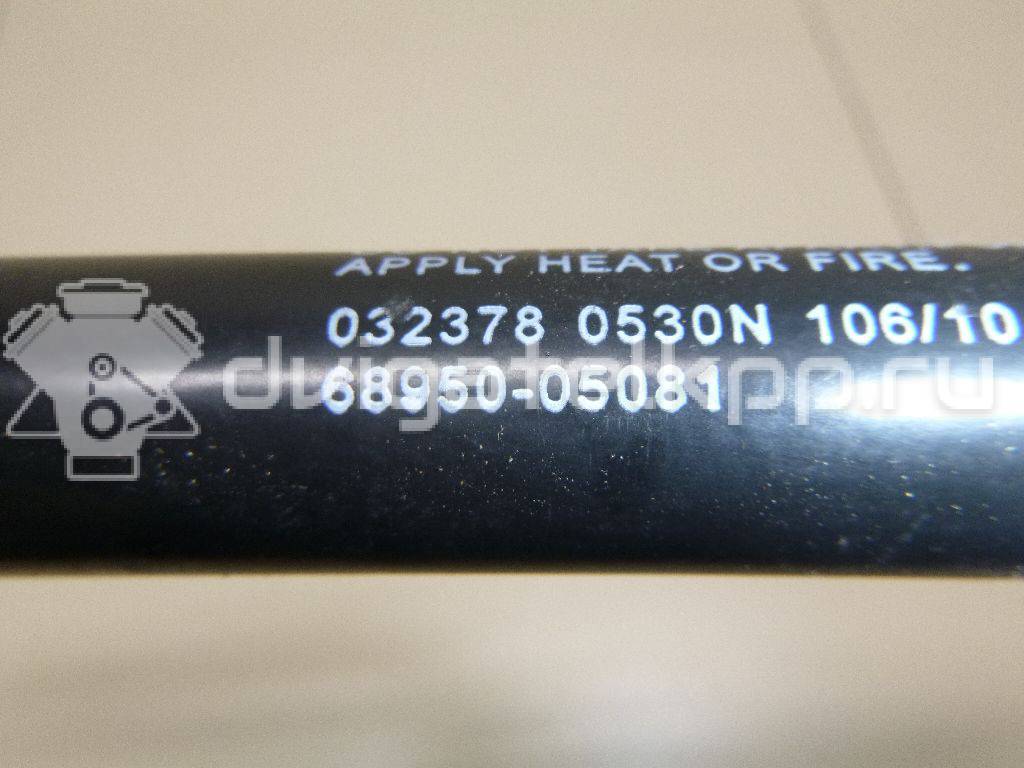 APPLY HEAT OR FIRE.
032378 0530N 106/10
68950-05081
dvigatelkpp.ru